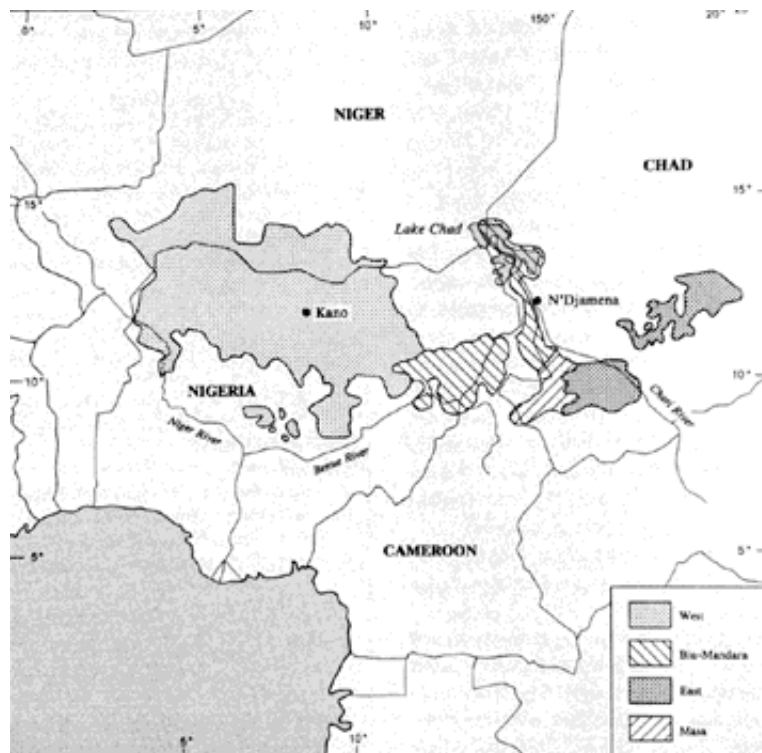 0°
5°
10
150°
20°
NIGER
CHAD
15°
15°
Lake Chad
N'Djamena
Kano
10°
NIGERIA
10°
Chari River
Niger River
Benue River
5°
CAMEROON
5°
West
Biu-Mandara
East
Masa
5°
10°